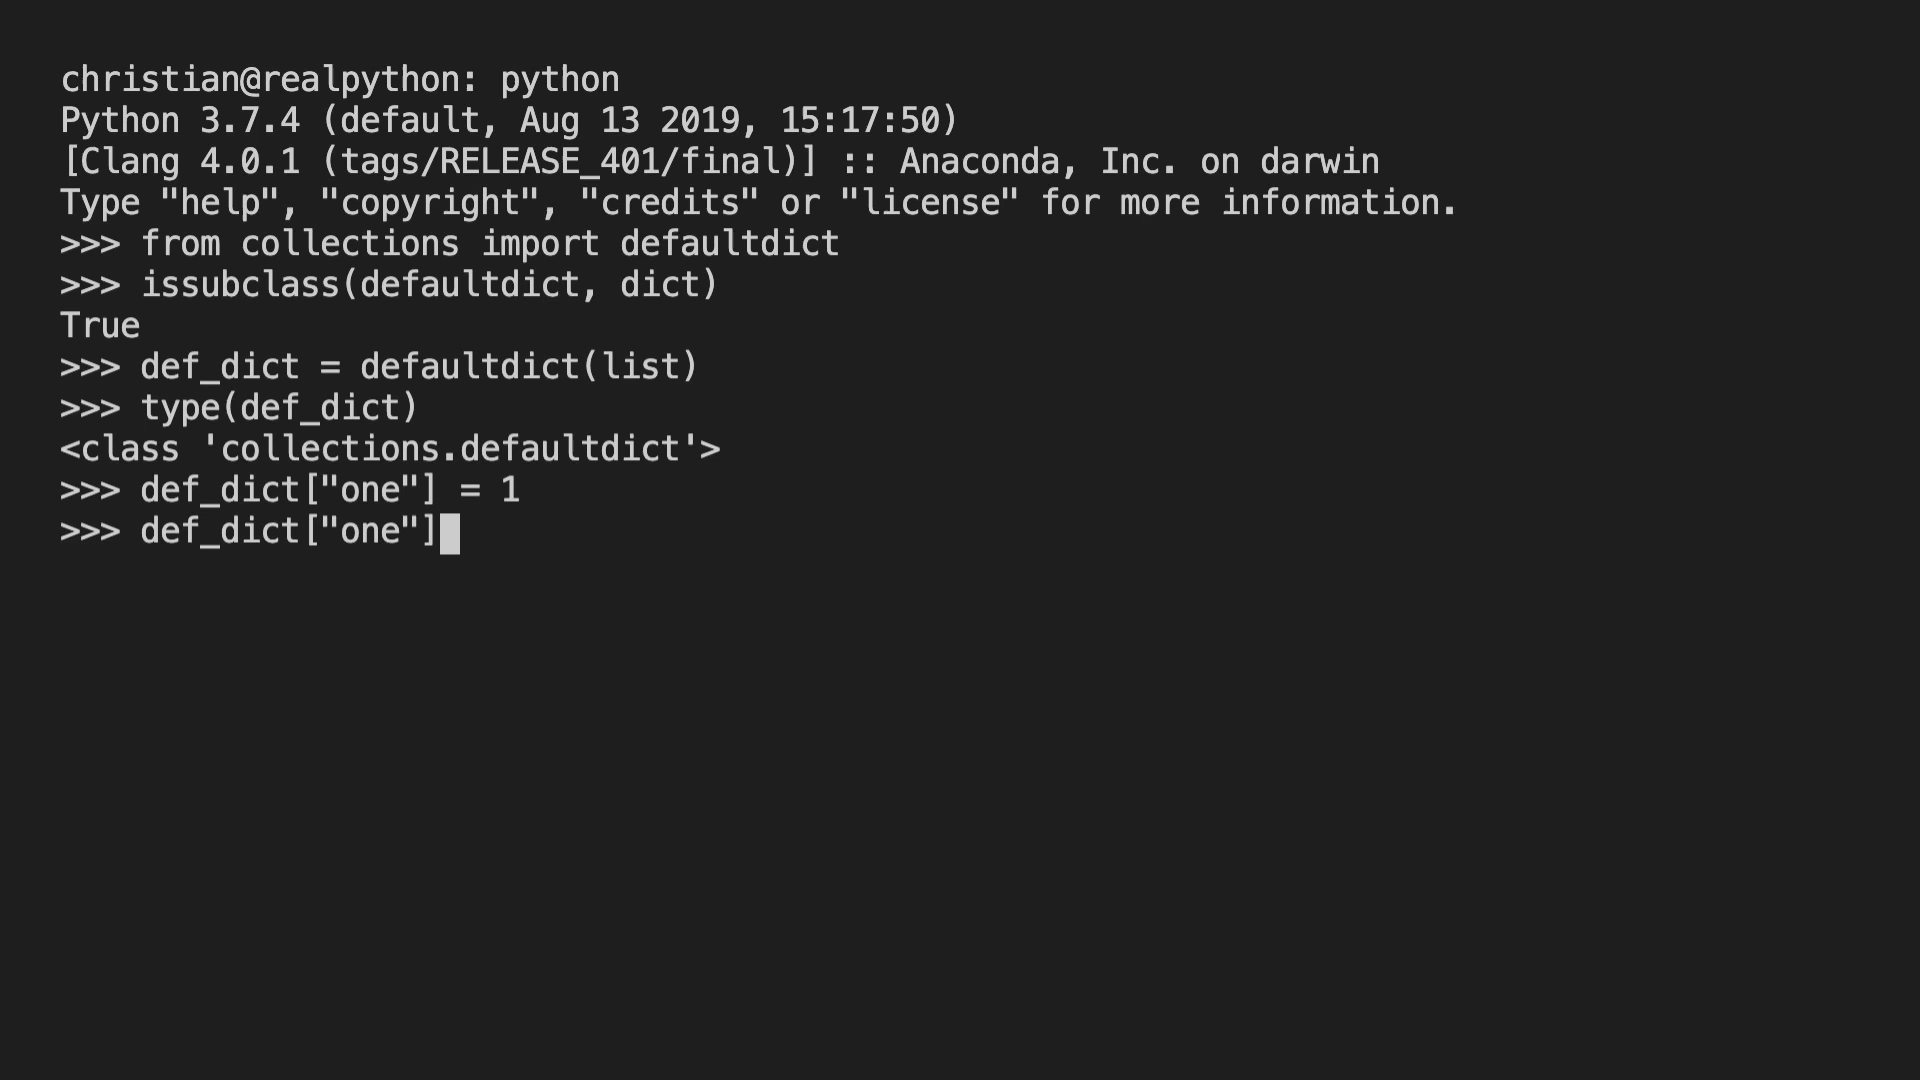 christian@realpython: python
Python 3.7.4 (default, Aug 13 2019, 15:17:50)
[Clang 4.0.1 (tags/RELEASE_401/final)] :: Anaconda, Inc. on darwin
Type "help", "copyright", "credits" or "license" for more information.
>>> from collections import defaultdict
>>> issubclass(defaultdict, dict)
True
>>> def_dict = defaultdict(list)
>>> type(def_dict)
<class 'collections.defaultdict'>
>>> def_dict["one"] = 1
>>> def_dict["one"]